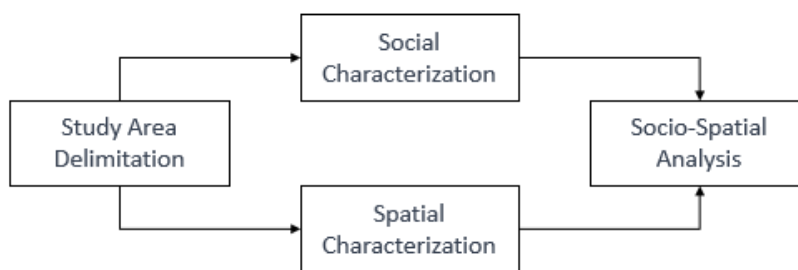 Social
Characterization
Study Area
Delimitation
Socio-Spatial
Analysis
Spatial
Characterization